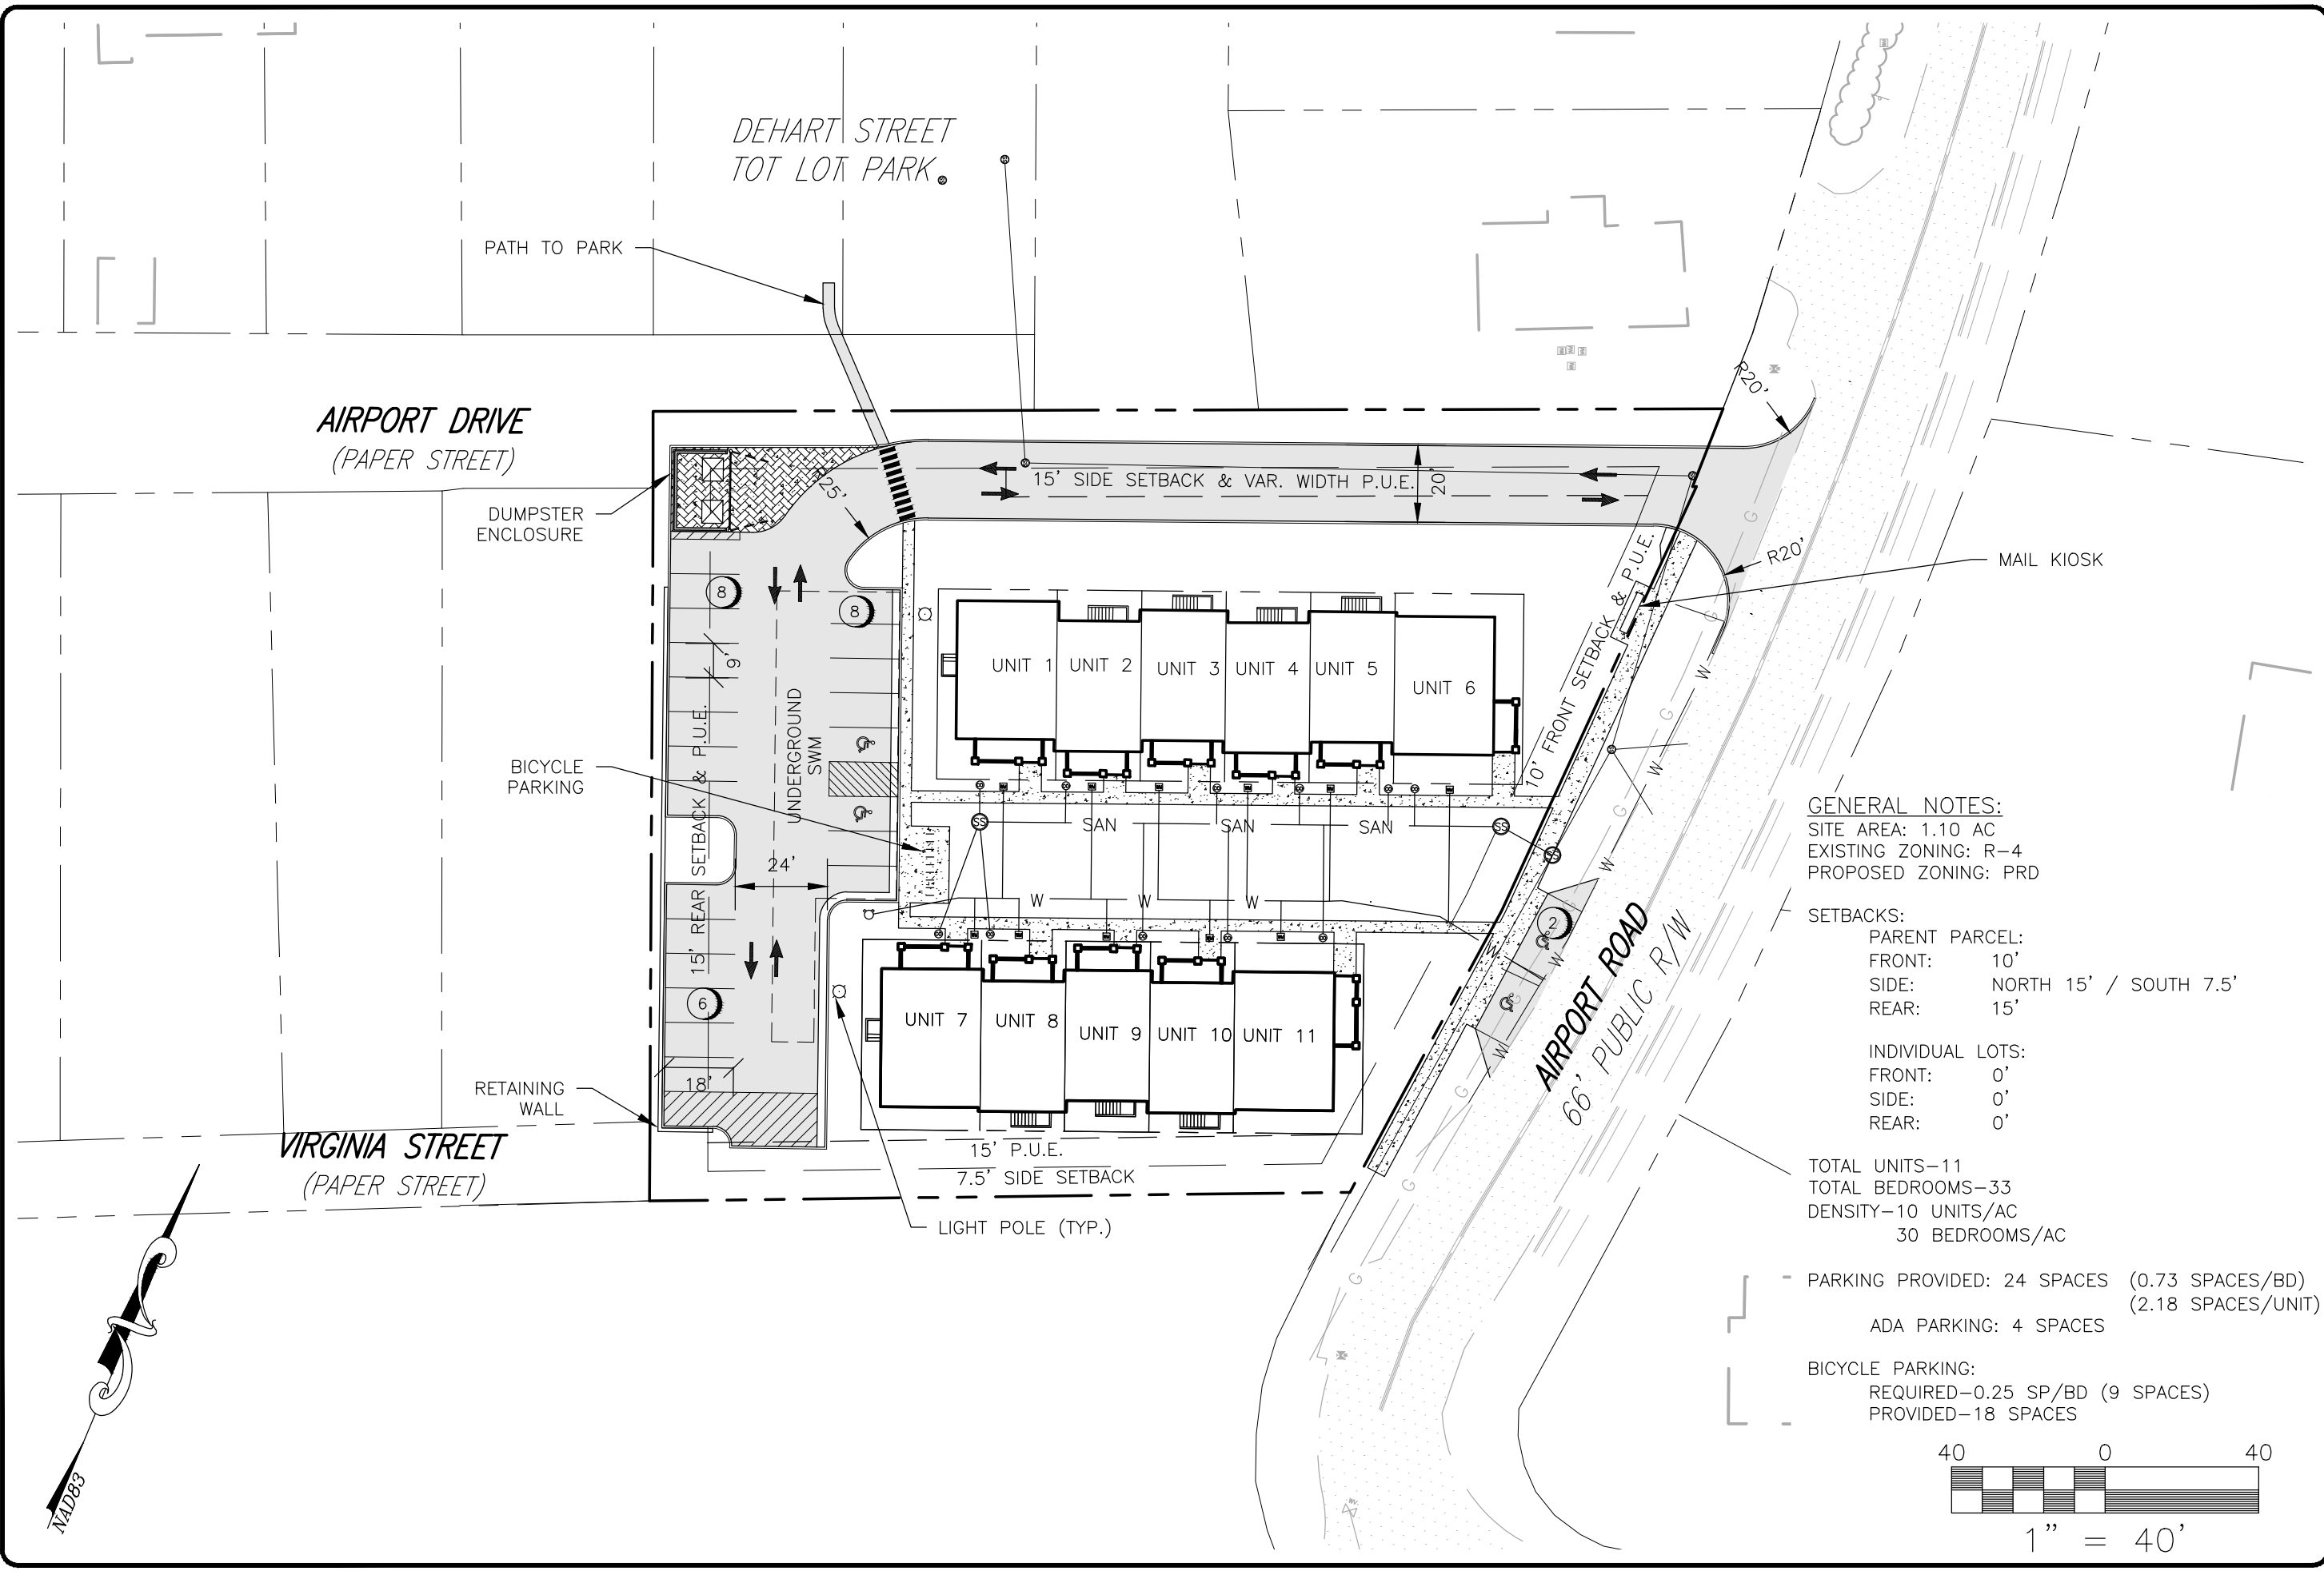 DEHART STREET
TOT LOT PARK
PATH TO PARK
R20'
AIRPORT DRIVE
(PAPER STREET)
R25'
15' SIDE SETBACK & VAR. WIDTH P.U.E.
20'
DUMPSTER
ENCLOSURE
G
R20'
MAIL KIOSK
8
8
9'
UNDERGROUND
SWM
UNIT 1
UNIT 2
UNIT 3
UNIT 4
UNIT 5
UNIT 6
10' FRONT SETBACK & P.U.E.
G
W
G
W
G
W
G
W
BICYCLE
PARKING
15' REAR SETBACK & P.U.E.
24'
SS
SAN
SAN
SAN
SS
SS
W
W
W
W
2
W
G
W
AIRPORT ROAD
66' PUBLIC R/W
6
UNIT 7
UNIT 8
UNIT 9
UNIT 10
UNIT 11
18'
RETAINING
WALL
VIRGINIA STREET
(PAPER STREET)
15' P.U.E.
7.5' SIDE SETBACK
LIGHT POLE (TYP.)
G
G
G
G
N
NAD83
GENERAL NOTES:
SITE AREA: 1.10 AC
EXISTING ZONING: R-4
PROPOSED ZONING: PRD
SETBACKS:
PARENT PARCEL:
FRONT: 10'
SIDE: NORTH 15' / SOUTH 7.5'
REAR: 15'
INDIVIDUAL LOTS:
FRONT: 0'
SIDE: 0'
REAR: 0'
TOTAL UNITS-11
TOTAL BEDROOMS-33
DENSITY-10 UNITS/AC
30 BEDROOMS/AC
PARKING PROVIDED: 24 SPACES (0.73 SPACES/BD)
(2.18 SPACES/UNIT)
ADA PARKING: 4 SPACES
BICYCLE PARKING:
REQUIRED-0.25 SP/BD (9 SPACES)
PROVIDED-18 SPACES
40 0 40
1" = 40'